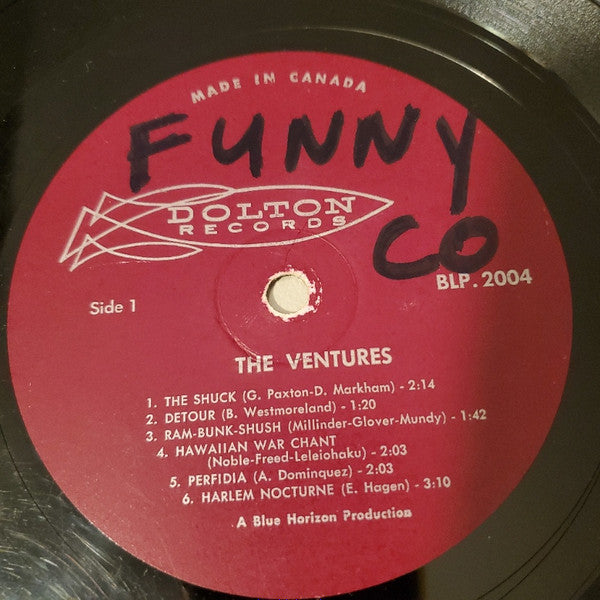 MADE IN CANADA
FUNNY
CO
DOLTON
RECORDS
BLP. 2004
Side 1
THE VENTURES
1. THE SHUCK (G. Paxton-D. Markham) - 2:14
2. DETOUR (B. Westmoreland) - 1:20
3. RAM-BUNK-SHUSH (Millinder-Glover-Mundy) - 1:42
4. HAWAIIAN WAR CHANT
(Noble-Freed-Leleiohaku) - 2:03
5. PERFIDIA (A. Dominquez) - 2:03
6. HARLEM NOCTURNE (E. Hagen) - 3:10
A Blue Horizon Production